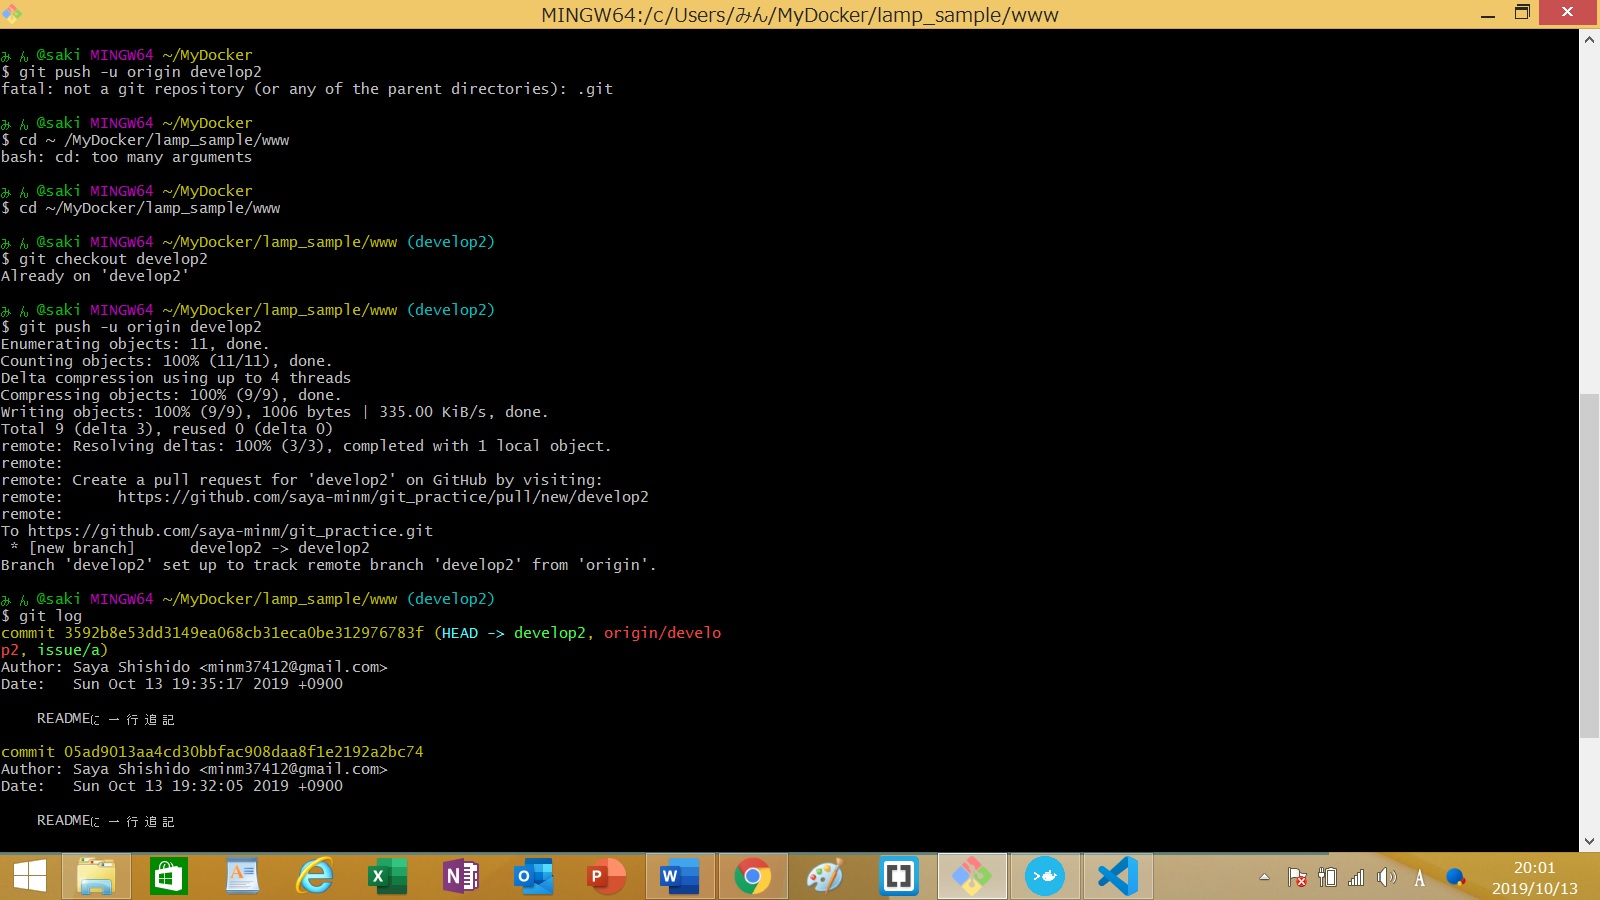 MINGW64:/c/Users/みん/MyDocker/lamp_sample/www
みん@saki MINGW64 ~/MyDocker
$ git push -u origin develop2
fatal: not a git repository (or any of the parent directories): .git
みん@saki MINGW64 ~/MyDocker
$ cd ~ /MyDocker/lamp_sample/www
bash: cd: too many arguments
みん@saki MINGW64 ~/MyDocker
$ cd ~/MyDocker/lamp_sample/www
みん@saki MINGW64 ~/MyDocker/lamp_sample/www (develop2)
$ git checkout develop2
Already on 'develop2'
みん@saki MINGW64 ~/MyDocker/lamp_sample/www (develop2)
$ git push -u origin develop2
Enumerating objects: 11, done.
Counting objects: 100% (11/11), done.
Delta compression using up to 4 threads
Compressing objects: 100% (9/9), done.
Writing objects: 100% (9/9), 1006 bytes | 335.00 KiB/s, done.
Total 9 (delta 3), reused 0 (delta 0)
remote: Resolving deltas: 100% (3/3), completed with 1 local object.
remote:
remote: Create a pull request for 'develop2' on GitHub by visiting:
remote:      https://github.com/saya-minm/git_practice/pull/new/develop2
remote:
To https://github.com/saya-minm/git_practice.git
 * [new branch]      develop2 -> develop2
Branch 'develop2' set up to track remote branch 'develop2' from 'origin'.
みん@saki MINGW64 ~/MyDocker/lamp_sample/www (develop2)
$ git log
commit 3592b8e53dd3149ea068cb31eca0be312976783f (HEAD -> develop2, origin/develo
p2, issue/a)
Author: Saya Shishido <minm37412@gmail.com>
Date:   Sun Oct 13 19:35:17 2019 +0900
READMEに一行追記
commit 05ad9013aa4cd30bbfac908daa8f1e2192a2bc74
Author: Saya Shishido <minm37412@gmail.com>
Date:   Sun Oct 13 19:32:05 2019 +0900
READMEに一行追記
A
20:01
2019/10/13